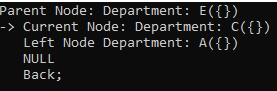 Parent Node: Department: E({})
-> Current Node: Department: C({})
Left Node Department: A({})
NULL
Back;